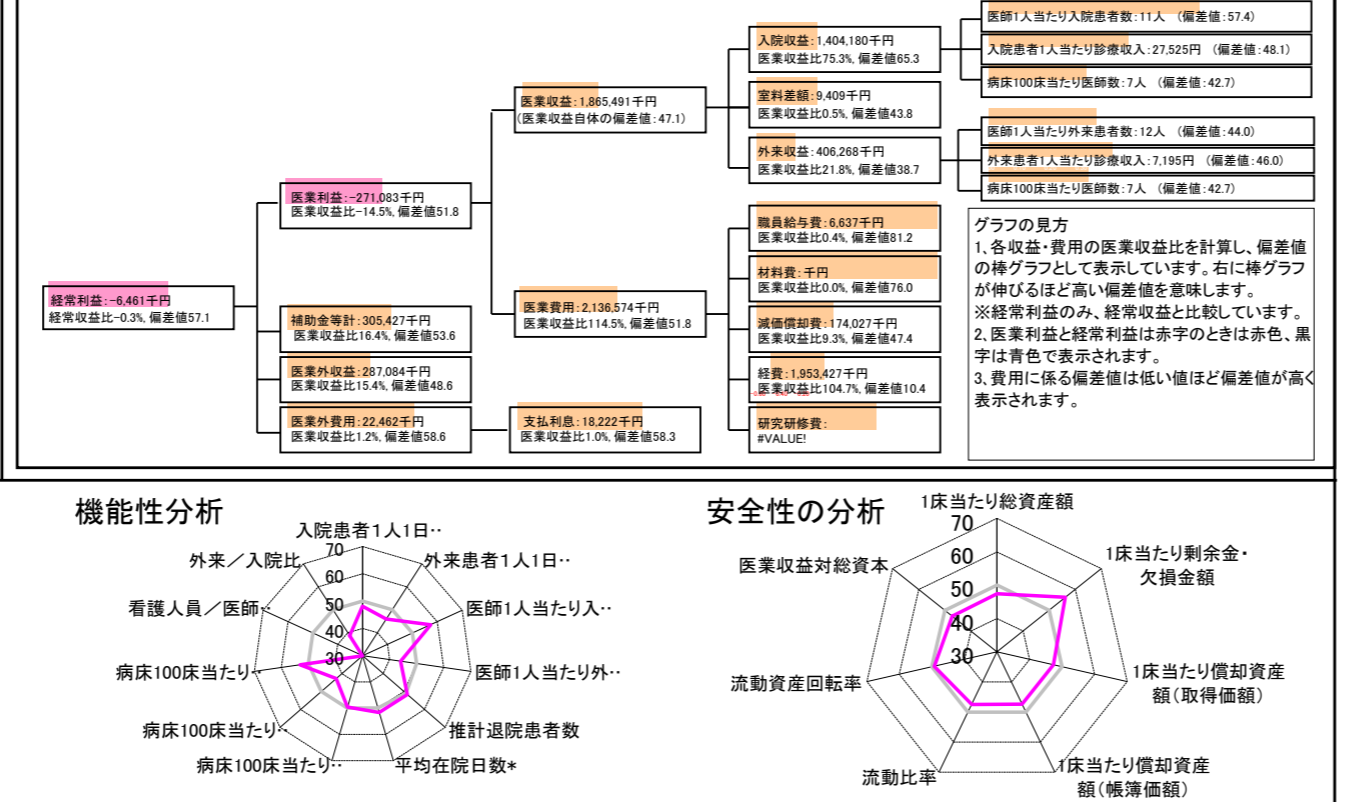 医師1人当たり入院患者数:11人 (偏差値:57.4)
入院収益:1,404,180千円
医業収益比75.3%, 偏差値65.3
入院患者1人当たり診療収入:27,525円 (偏差値:48.1)
病床100床当たり医師数:7人 (偏差値:42.7)
医業収益:1,865,491千円
(医業収益自体の偏差値:47.1)
室料差額:9,409千円
医業収益比0.5%, 偏差値43.8
医師1人当たり外来患者数:12人 (偏差値:44.0)
外来収益:406,268千円
医業収益比21.8%, 偏差値38.7
外来患者1人当たり診療収入:7,195円 (偏差値:46.0)
病床100床当たり医師数:7人 (偏差値:42.7)
医業利益:-271,083千円
医業収益比-14.5%, 偏差値51.8
職員給与費:6,637千円
医業収益比0.4%, 偏差値81.2
材料費:千円
医業収益比0.0%, 偏差値76.0
経常利益:-6,461千円
経常収益比-0.3%, 偏差値57.1
医業費用:2,136,574千円
医業収益比114.5%, 偏差値51.8
補助金等計:305,427千円
医業収益比16.4%, 偏差値53.6
減価償却費:174,027千円
医業収益比9.3%, 偏差値47.4
医業外収益:287,084千円
医業収益比15.4%, 偏差値48.6
経費:1,953,427千円
医業収益比104.7%, 偏差値10.4
医業外費用:22,462千円
医業収益比1.2%, 偏差値58.6
支払利息:18,222千円
医業収益比1.0%, 偏差値58.3
研究研修費:
#VALUE!
グラフの見方
1、各収益・費用の医業収益比を計算し、偏差値
の棒グラフとして表示しています。右に棒グラフ
が伸びるほど高い偏差値を意味します。
※経常利益のみ、経常収益と比較しています。
2、医業利益と経常利益は赤字のときは赤色、黒
字は青色で表示されます。
3、費用に係る偏差値は低い値ほど偏差値が高く
表示されます。
機能性分析
入院患者1人1日‥
外来患者1人1日‥
医師1人当たり入‥
医師1人当たり外‥
推計退院患者数
平均在院日数*
病床100床当たり‥
病床100床当たり‥
病床100床当たり‥
看護人員/医師‥
外来/入院比
70
60
50
40
30
安全性の分析
1床当たり総資産額
1床当たり剰余金・
欠損金額
1床当たり償却資産
額(取得価額)
1床当たり償却資産
額(帳簿価額)
流動比率
流動資産回転率
医業収益対総資本
70
60
50
40
30